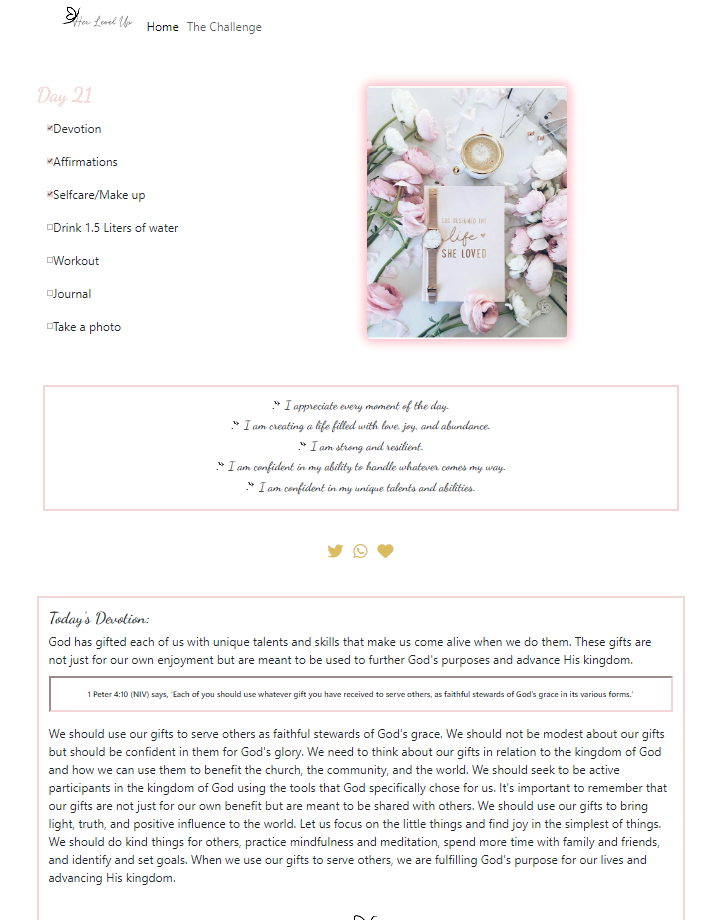 Her Level Up
Home The Challenge
Day 21
Devotion
Affirmations
Selfcare/Make up
Drink 1.5 Liters of water
Workout
Journal
Take a photo
SHE DESIGNED THE
life
SHE LOVED
I appreciate every moment of the day.
I am creating a life filled with love, joy, and abundance.
I am strong and resilient.
I am confident in my ability to handle whatever comes my way.
I am confident in my unique talents and abilities.
Today's Devotion:
God has gifted each of us with unique talents and skills that make us come alive when we do them. These gifts are
not just for our own enjoyment but are meant to be used to further God's purposes and advance His kingdom.
1 Peter 4:10 (NIV) says, 'Each of you should use whatever gift you have received to serve others, as faithful stewards of God's grace in its various forms.'
We should use our gifts to serve others as faithful stewards of God's grace. We should not be modest about our gifts
but should be confident in them for God's glory. We need to think about our gifts in relation to the kingdom of God
and how we can use them to benefit the church, the community, and the world. We should seek to be active
participants in the kingdom of God using the tools that God specifically chose for us. It's important to remember that
our gifts are not just for our own benefit but are meant to be shared with others. We should use our gifts to bring
light, truth, and positive influence to the world. Let us focus on the little things and find joy in the simplest of things.
We should do kind things for others, practice mindfulness and meditation, spend more time with family and friends,
and identify and set goals. When we use our gifts to serve others, we are fulfilling God's purpose for our lives and
advancing His kingdom.